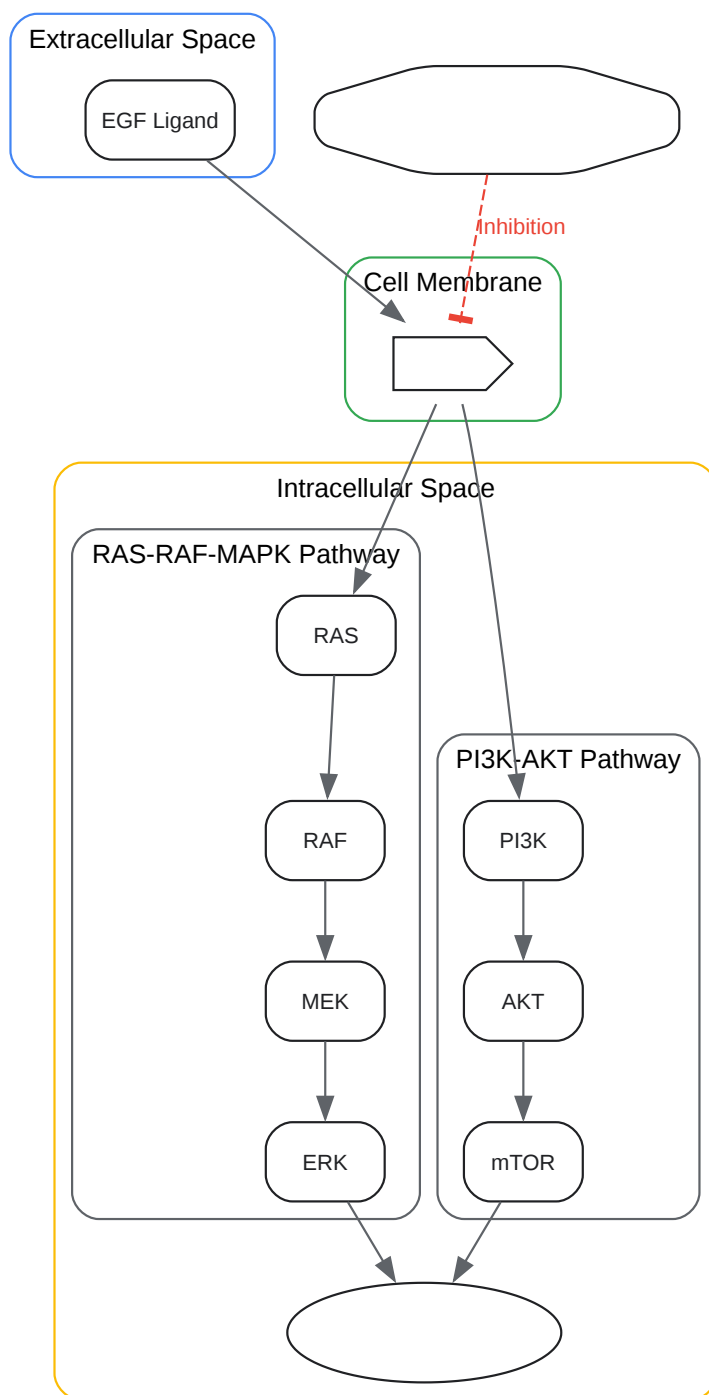 Extracellular Space
EGF Ligand
Inhibition
Cell Membrane
Intracellular Space
RAS-RAF-MAPK Pathway
RAS
PI3K-AKT Pathway
RAF
PI3K
MEK
AKT
ERK
mTOR